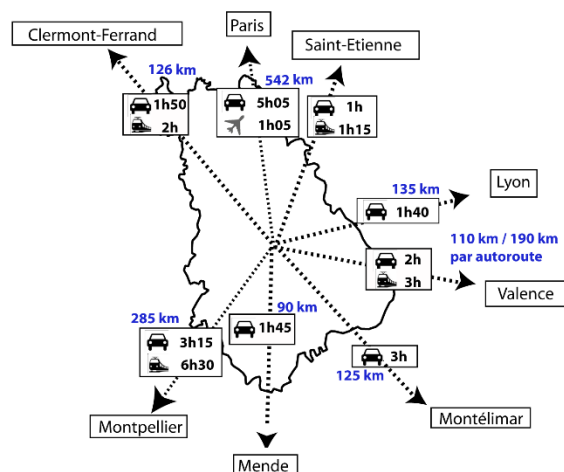 Paris
Clermont-Ferrand
Saint-Etienne
126 km
542 km
1h50
2h
5h05
1h05
1h
1h15
Lyon
135 km
1h40
110 km / 190 km
par autoroute
2h
3h
Valence
90 km
285 km
1h45
3h15
6h30
3h
125 km
Montpellier
Montélimar
Mende